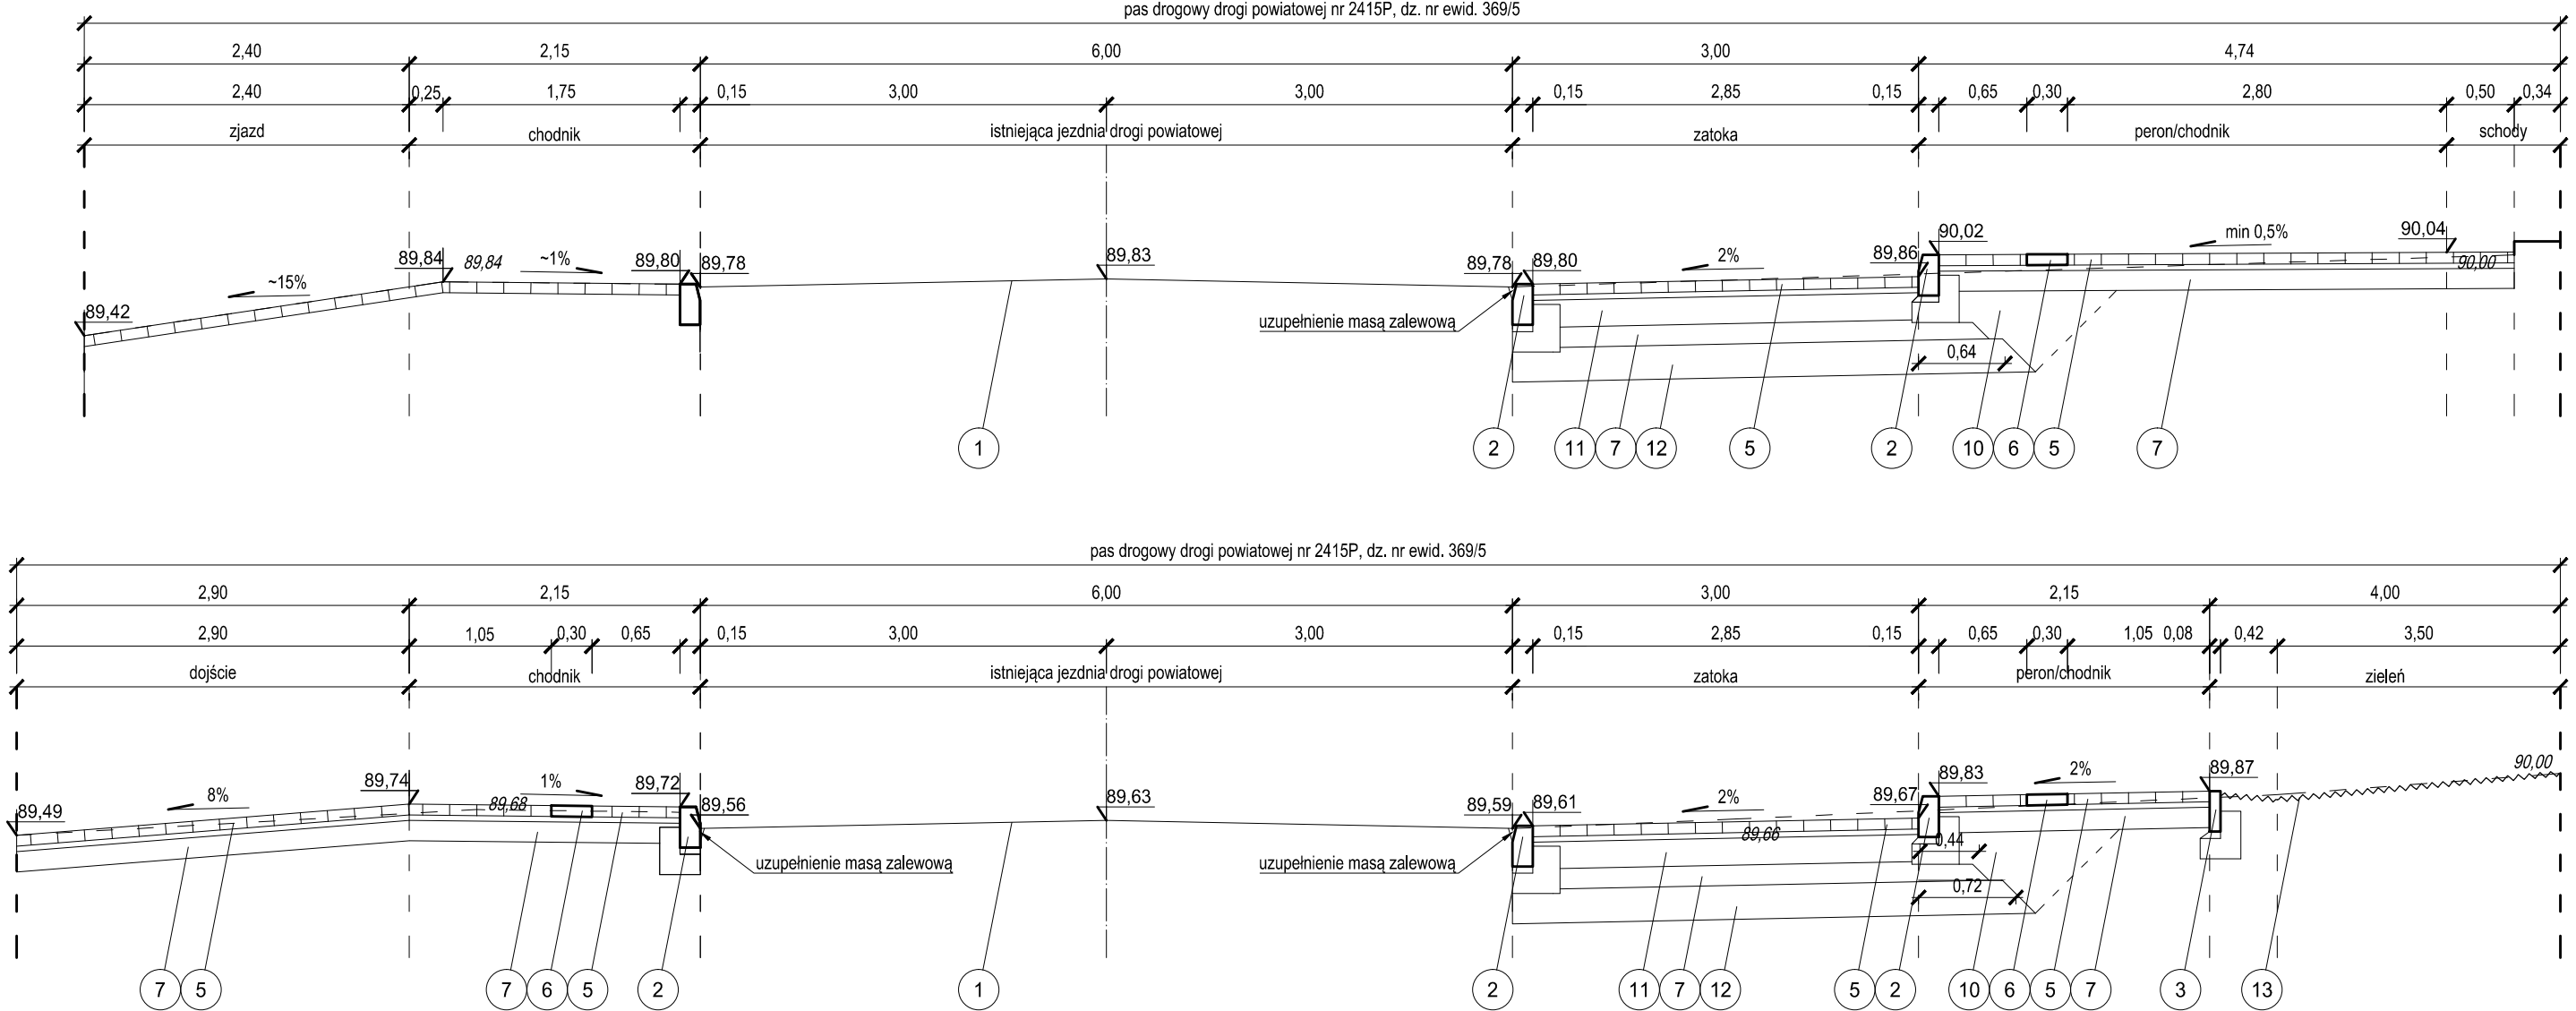 pas drogowy drogi powiatowej nr 2415P, dz. nr ewid. 369/5
2,40 2,15 6,00 3,00 4,74
2,40 0,25 1,75 0,15 3,00 3,00 0,15 2,85 0,15 0,65 0,30 2,80 0,50 0,34
zjazd chodnik istniejąca jezdnia drogi powiatowej zatoka peron/chodnik schody
89,42 ~15% 89,84 89,84 ~1% 89,80 89,78 89,83 89,78 89,80 2% 89,86 90,02 min 0,5% 90,04 90,00
uzupełnienie masą zalewową
0,64
1 2 11 7 12 5 2 10 6 5 7
pas drogowy drogi powiatowej nr 2415P, dz. nr ewid. 369/5
2,90 2,15 6,00 3,00 2,15 4,00
2,90 1,05 0,30 0,65 0,15 3,00 3,00 0,15 2,85 0,15 0,65 0,30 1,05 0,08 0,42 3,50
dojście chodnik istniejąca jezdnia drogi powiatowej zatoka peron/chodnik zieleń
89,49 8% 89,74 89,68 1% 89,72 89,56 89,63 89,59 89,61 2% 89,66 89,67 89,83 2% 89,87 90,00
uzupełnienie masą zalewową uzupełnienie masą zalewową
0,44
0,72
7 5 7 6 5 2 1 2 11 7 12 5 2 10 6 5 7 3 13